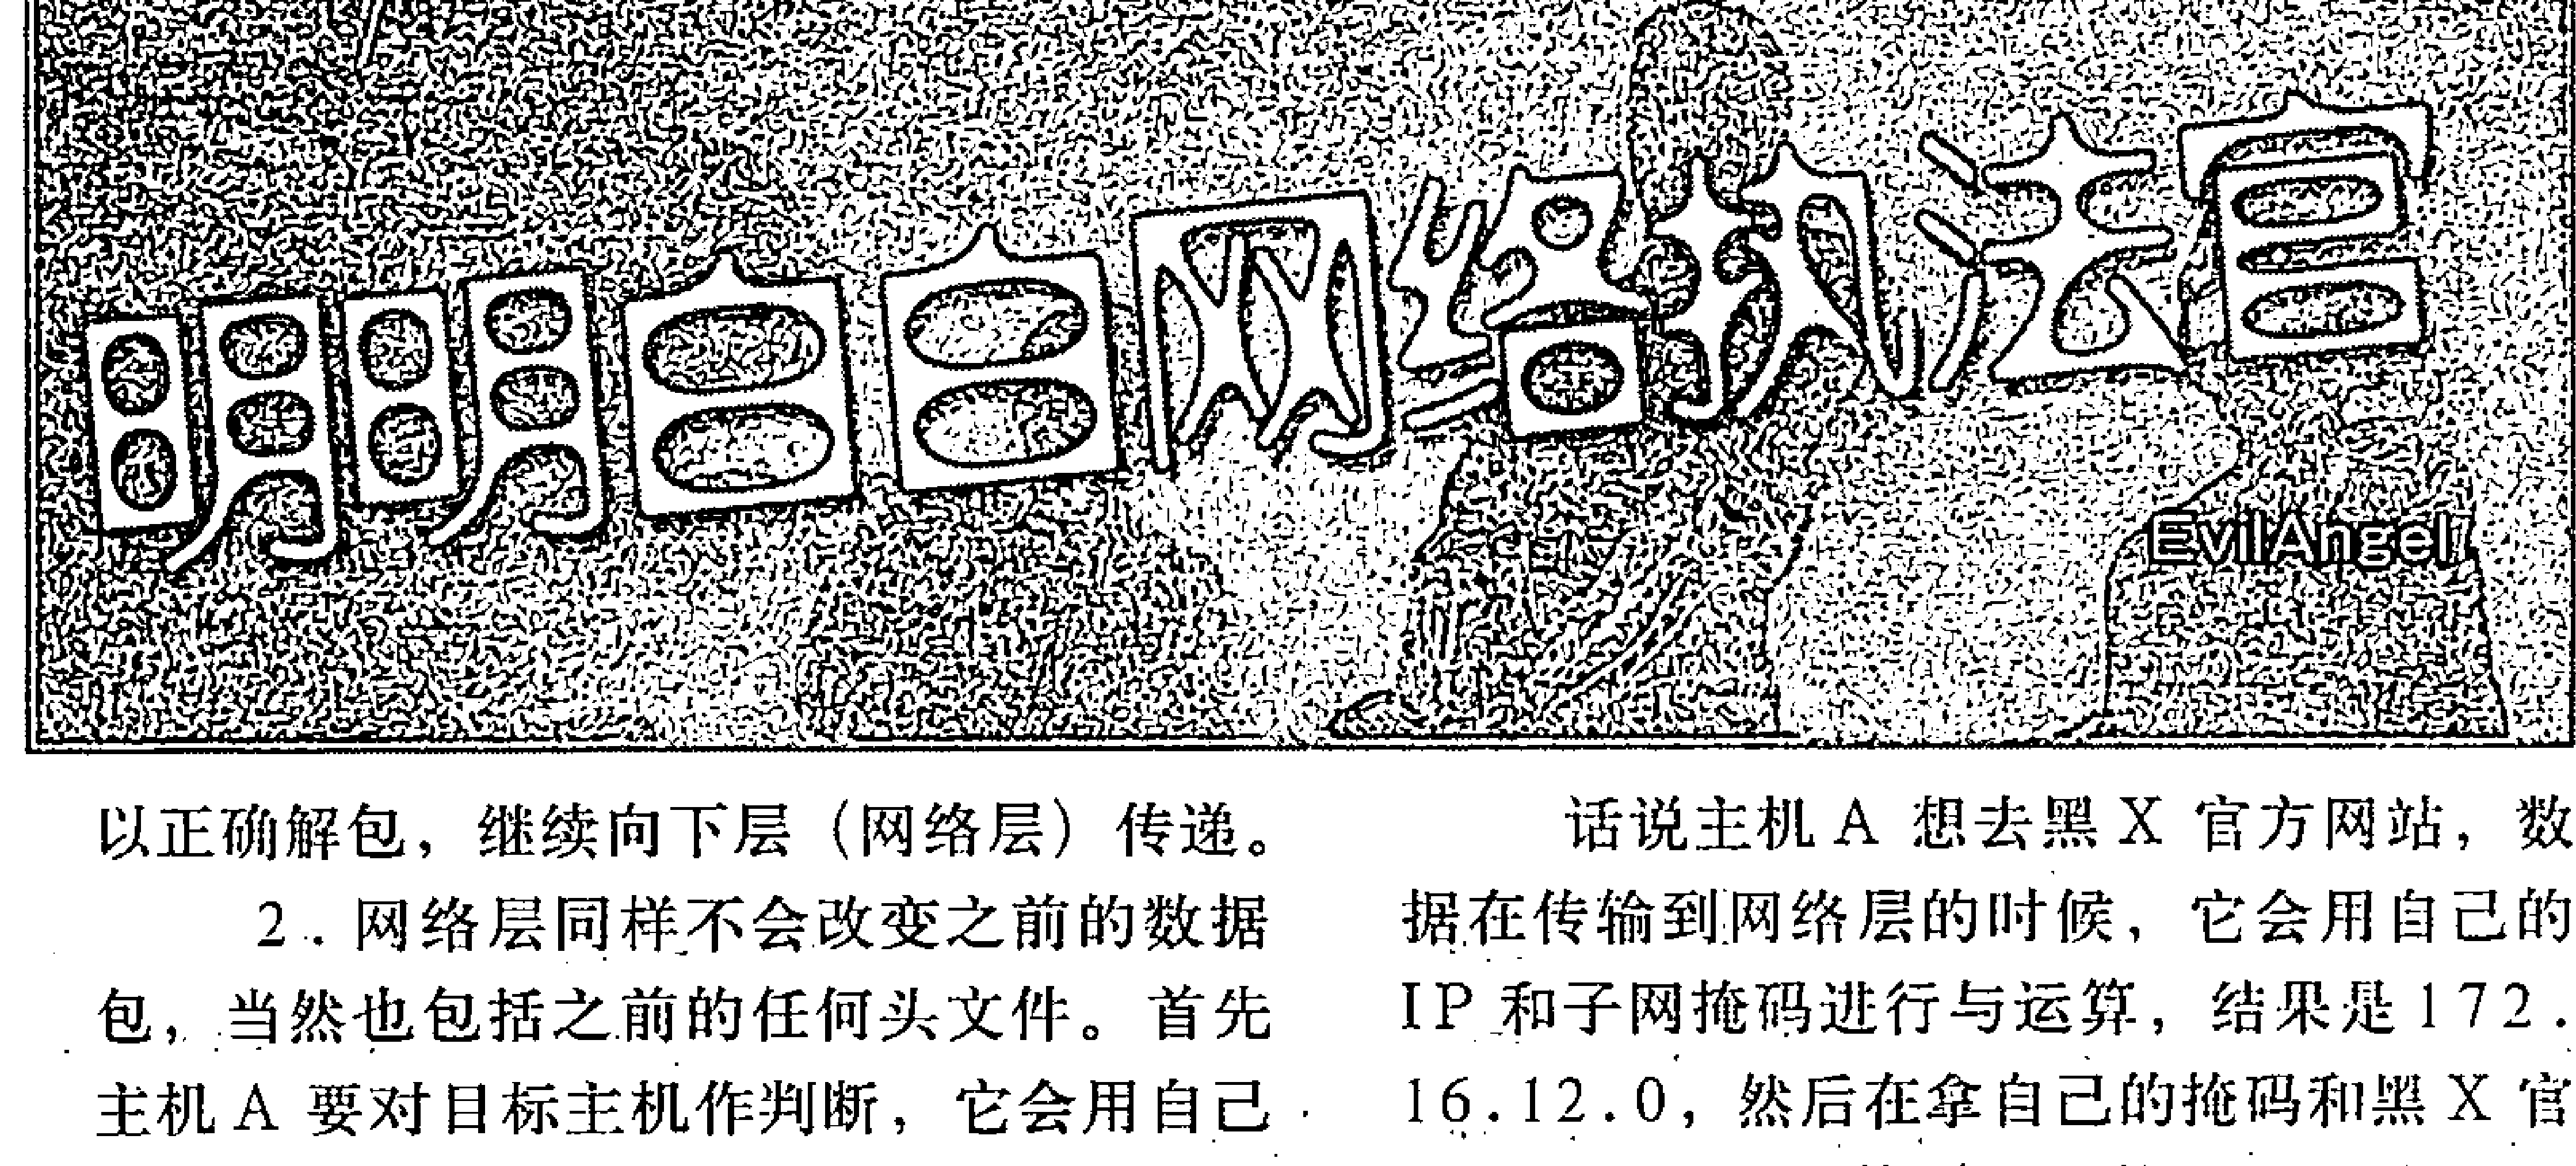 明明白白网络执法官
EvilAngel
以正确解包，继续向下层（网络层）传递。
2．网络层同样不会改变之前的数据
包，当然也包括之前的任何头文件。首先
主机A 要对目标主机作判断，它会用自己
话说主机A 想去黑X 官方网站，数
据在传输到网络层的时候，它会用自己的
IP 和子网掩码进行与运算，结果是172.
16.12.0，然后在拿自己的掩码和黑X 官